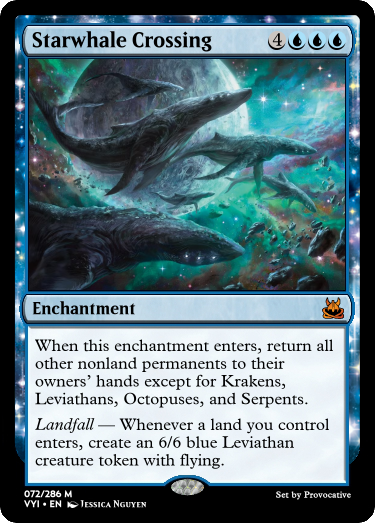 Starwhale Crossing 4
Enchantment
When this enchantment enters, return all
other nonland permanents to their
owners' hands except for Krakens,
Leviathans, Octopuses, and Serpents.
Landfall — Whenever a land you control
enters, create an 6/6 blue Leviathan
creature token with flying.
072/286 M
VYI • EN Jessica Nguyen
Set by Provocative